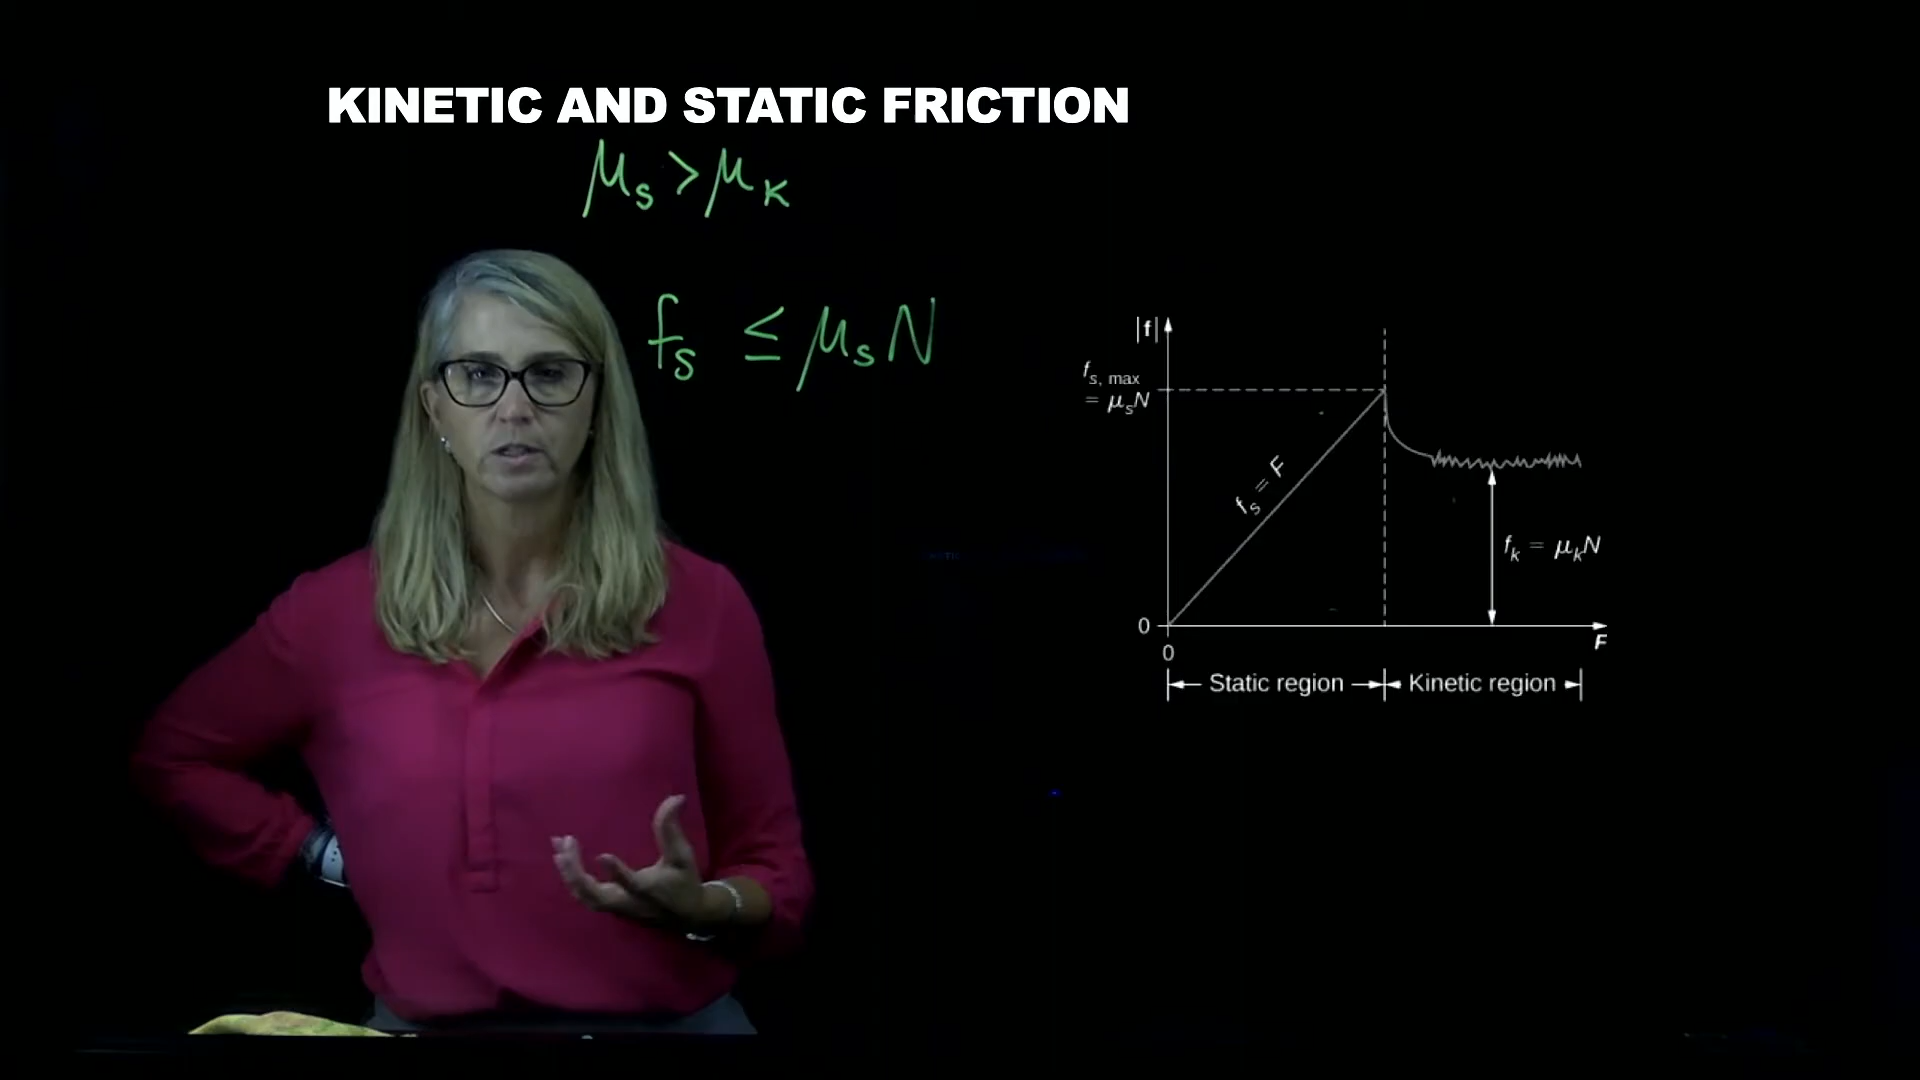 KINETIC AND STATIC FRICTION
μs > μk
fs ≤ μsN
|f|
fs, max
= μsN
fs = F
fk = μkN
0
F
0
Static region
Kinetic region